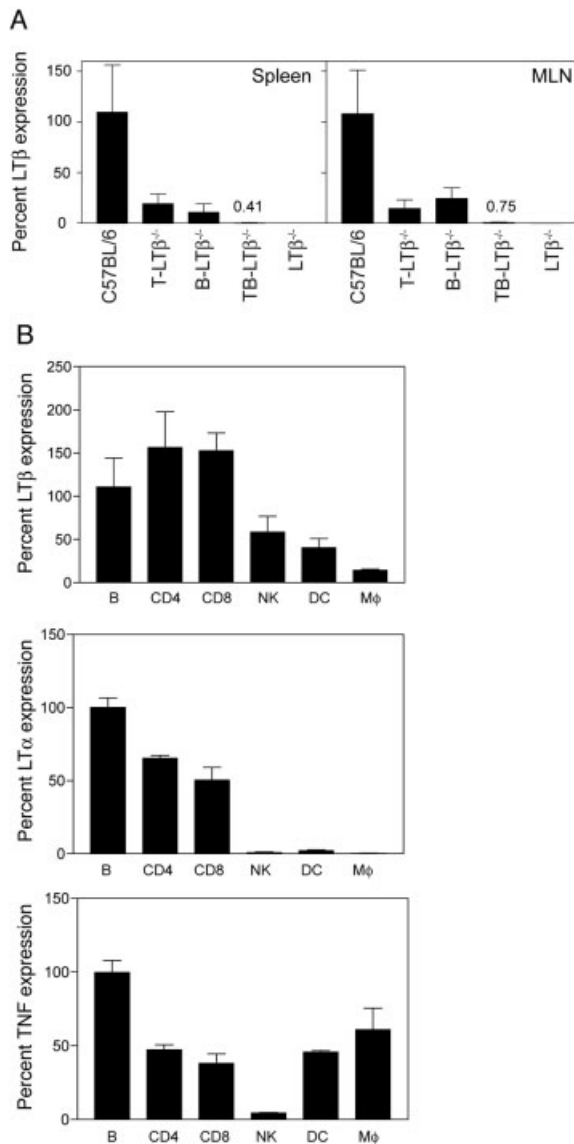 A
Percent LTβ expression
150
100
50
0
Spleen
MLN
0.41
0.75
C57BL/6
T-LTβ-/-
B-LTβ-/-
TB-LTβ-/-
LTβ-/-
C57BL/6
T-LTβ-/-
B-LTβ-/-
TB-LTβ-/-
LTβ-/-
B
Percent LTβ expression
250
200
150
100
50
0
B CD4 CD8 NK DC Mϕ
Percent LTα expression
150
100
50
0
B CD4 CD8 NK DC Mϕ
Percent TNF expression
150
100
50
0
B CD4 CD8 NK DC Mϕ